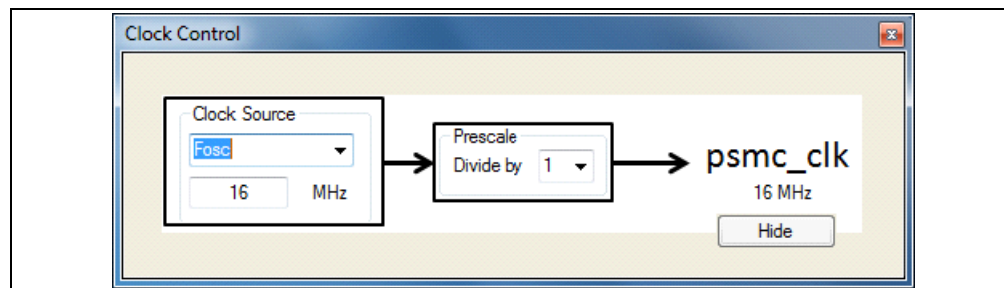 Clock Control
Clock Source
Fosc
16 MHz
Prescale
Divide by 1
psmc_clk
16 MHz
Hide